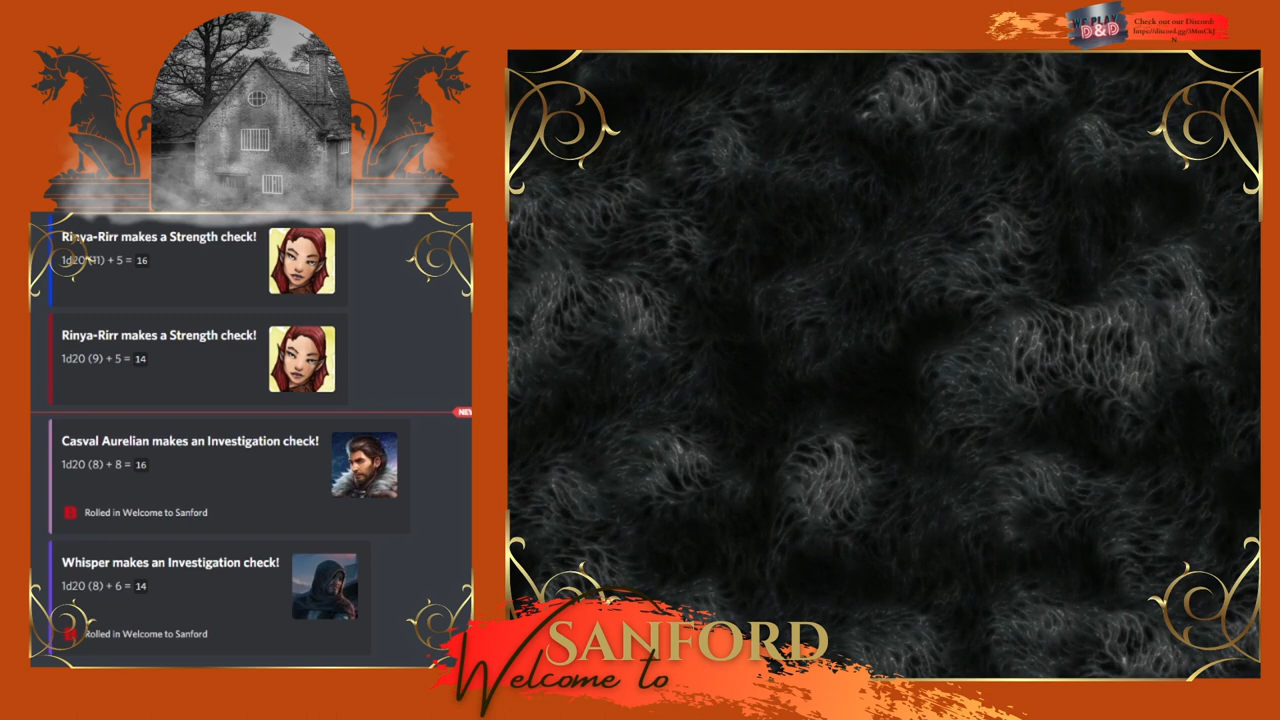 WE PLAY
D&D
Check out our Discord:
Rinya-Rirr makes a Strength check!
1d20 (11) + 5 = 16
Rinya-Rirr makes a Strength check!
1d20 (9) + 5 = 14
NEW
Casval Aurelian makes an Investigation check!
1d20 (8) + 8 = 16
Rolled in Welcome to Sanford
Whisper makes an Investigation check!
1d20 (8) + 6 = 14
Rolled in Welcome to Sanford
SANFORD
Welcome to